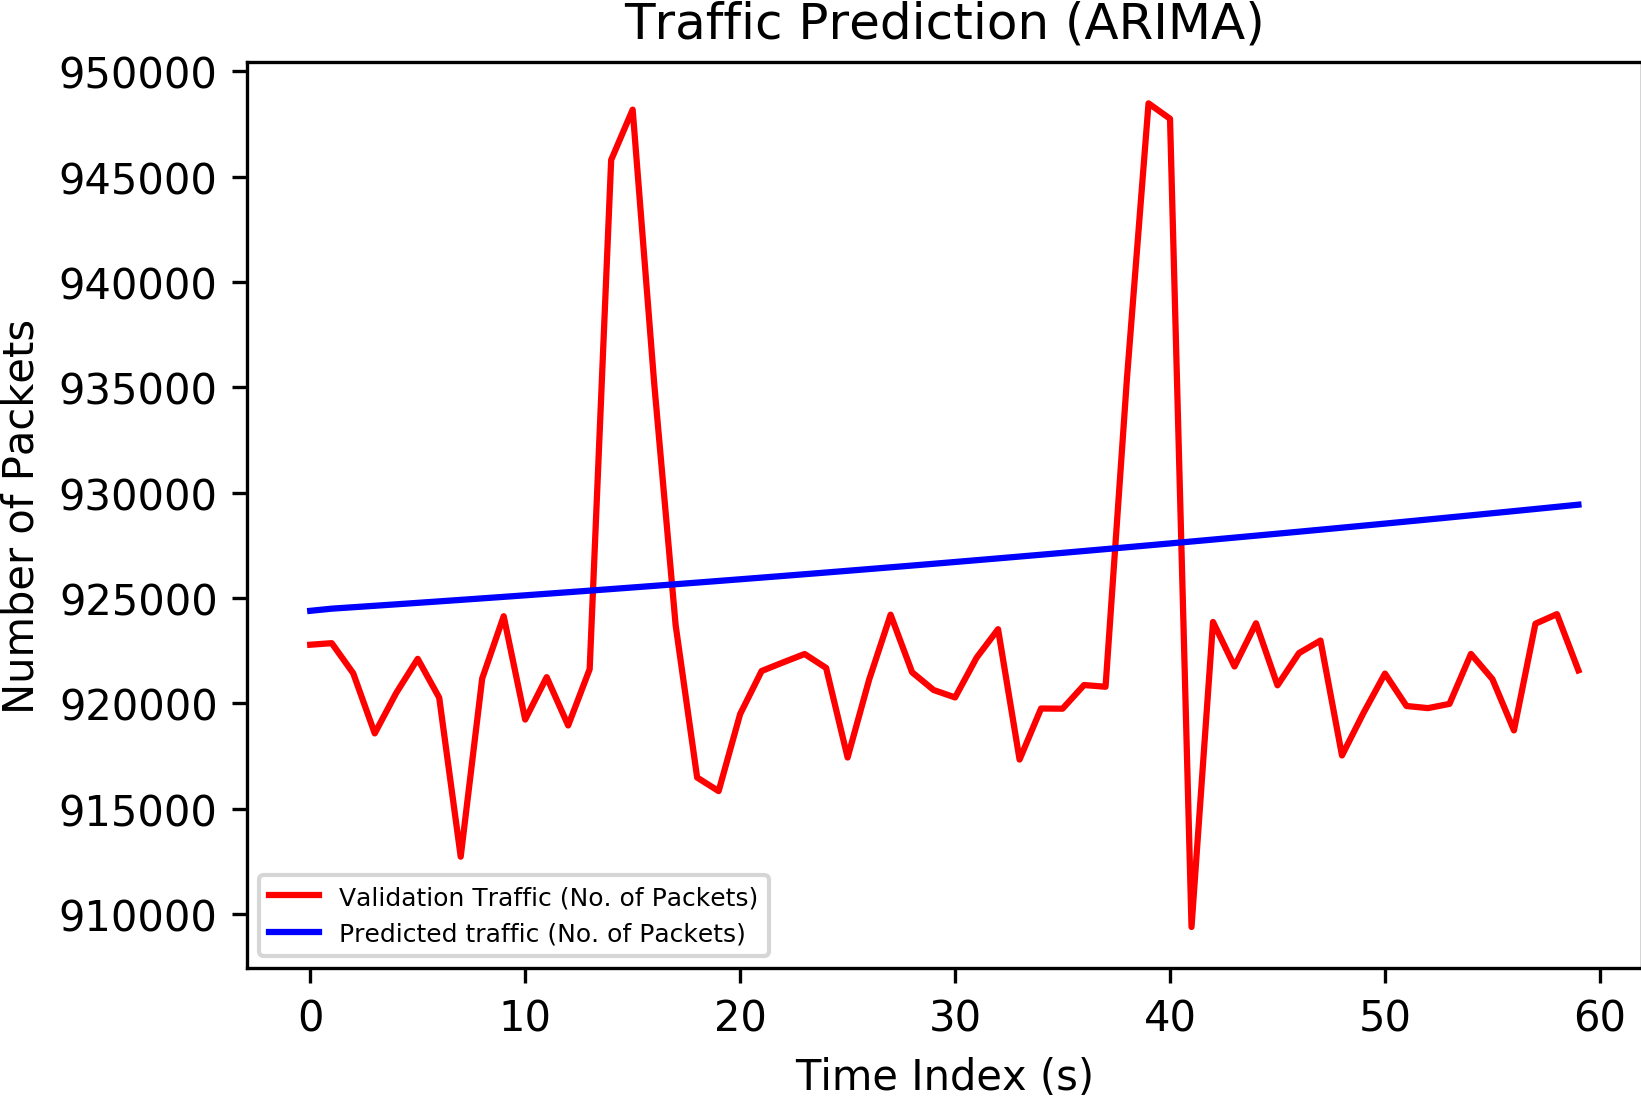 Traffic Prediction (ARIMA)
950000
945000
940000
935000
930000
925000
920000
915000
910000
Number of Packets
Validation Traffic (No. of Packets)
Predicted traffic (No. of Packets)
0 10 20 30 40 50 60
Time Index (s)